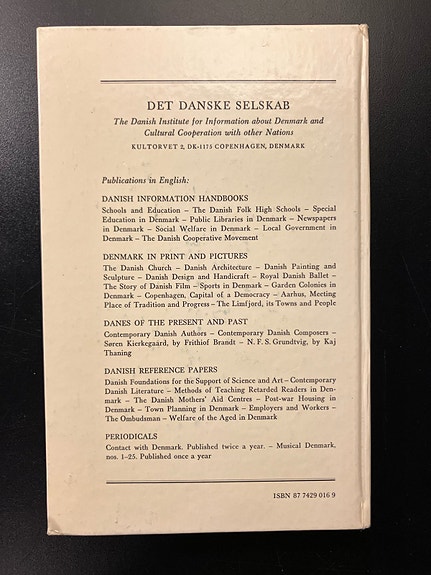 DET DANSKE SELSKAB
The Danish Institute for Information about Denmark and
Cultural Cooperation with other Nations
KULTORVET 2, DK-1175 COPENHAGEN, DENMARK
Publications in English:
DANISH INFORMATION HANDBOOKS
Schools and Education – The Danish Folk High Schools – Special
Education in Denmark – Public Libraries in Denmark – Newspapers
in Denmark – Social Welfare in Denmark – Local Government in
Denmark – The Danish Cooperative Movement
DENMARK IN PRINT AND PICTURES
The Danish Church – Danish Architecture – Danish Painting and
Sculpture – Danish Design and Handicraft – Royal Danish Ballet –
The Story of Danish Film – Sports in Denmark – Garden Colonies in
Denmark – Copenhagen, Capital of a Democracy – Aarhus, Meeting
Place of Tradition and Progress – The Limfjord, its Towns and People
DANES OF THE PRESENT AND PAST
Contemporary Danish Authors – Contemporary Danish Composers –
Søren Kierkegaard, by Frithiof Brandt – N. F. S. Grundtvig, by Kaj
Thaning
DANISH REFERENCE PAPERS
Danish Foundations for the Support of Science and Art – Contemporary
Danish Literature – Methods of Teaching Retarded Readers in Den-
mark – The Danish Mothers' Aid Centres – Post-war Housing in
Denmark – Town Planning in Denmark – Employers and Workers –
The Ombudsman – Welfare of the Aged in Denmark
PERIODICALS
Contact with Denmark. Published twice a year. – Musical Denmark,
nos. 1–25. Published once a year
ISBN 87 7429 016 9